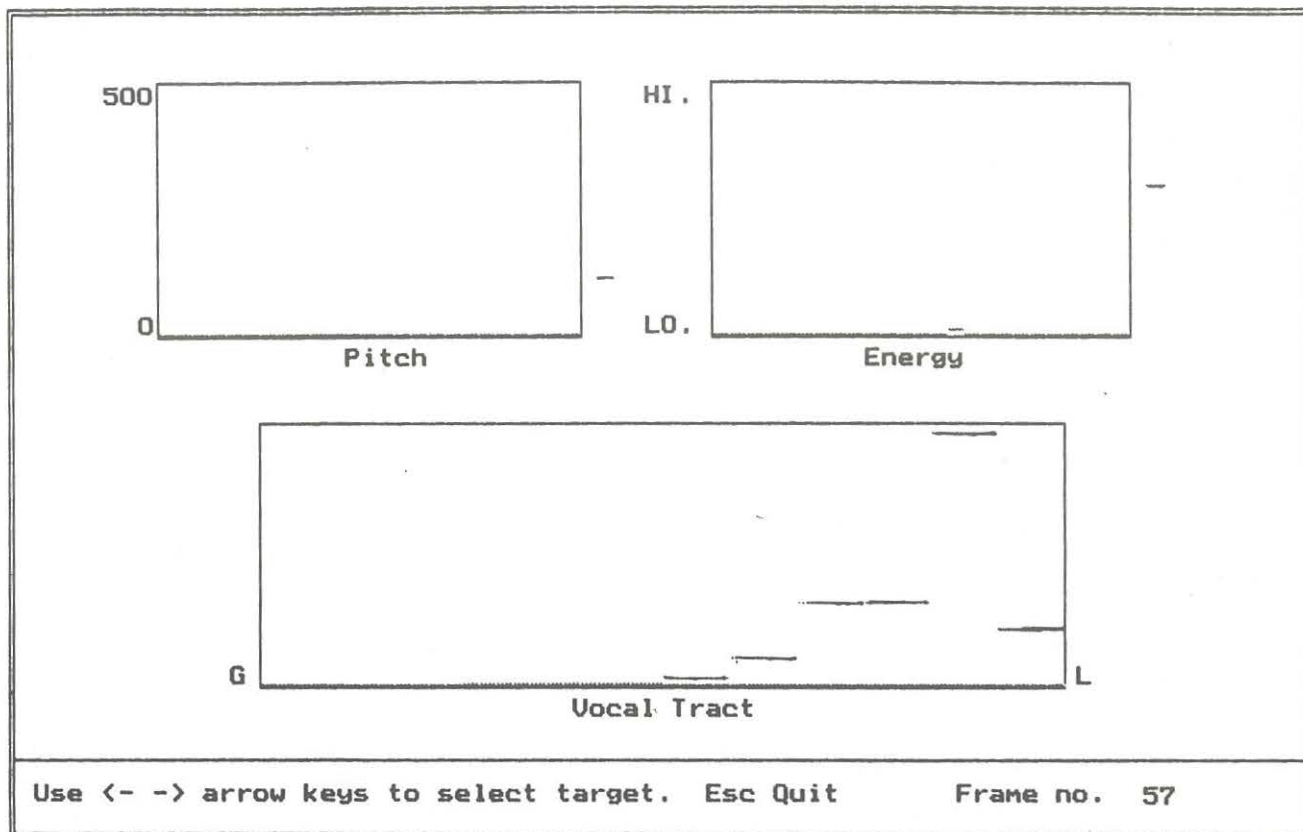 500
HI.
0
LO.
Pitch
Energy
G
L
Vocal Tract
Use <- -> arrow keys to select target. Esc Quit Frame no. 57